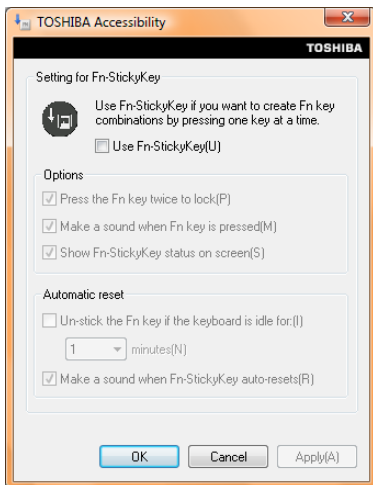 TOSHIBA Accessibility
TOSHIBA
Setting for Fn-StickyKey
Use Fn-StickyKey if you want to create Fn key
combinations by pressing one key at a time.
Use Fn-StickyKey(U)
Options
Press the Fn key twice to lock(P)
Make a sound when Fn key is pressed(M)
Show Fn-StickyKey status on screen(S)
Automatic reset
Un-stick the Fn key if the keyboard is idle for:(I)
1 minutes(N)
Make a sound when Fn-StickyKey auto-resets(R)
OK Cancel Apply(A)